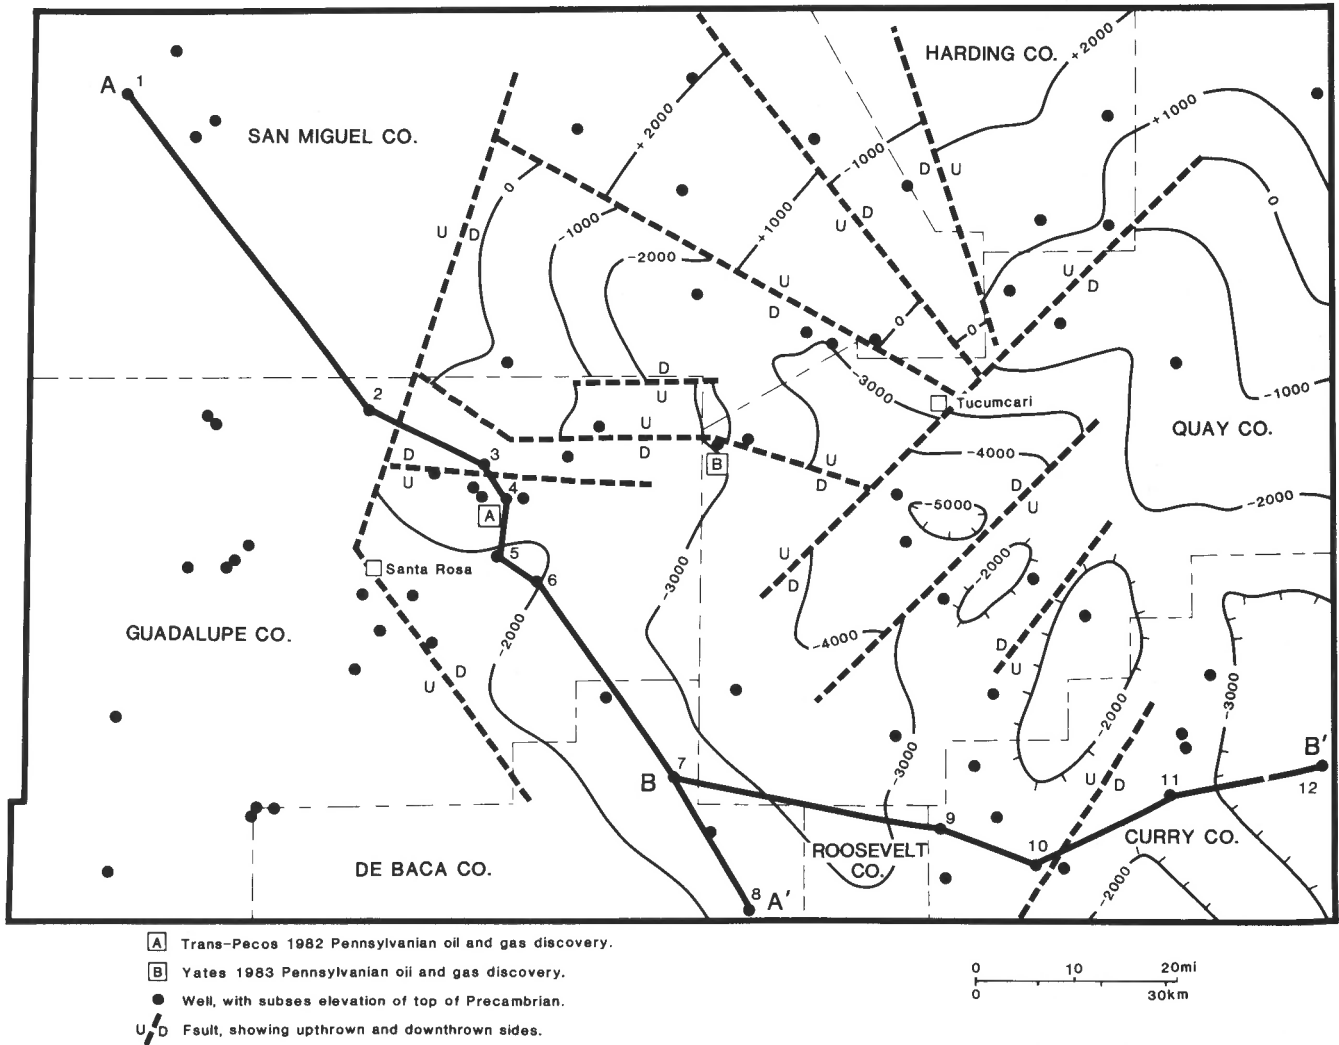 HARDING CO.
+2000
A 1
+1000
SAN MIGUEL CO.
+2000
-1000
D U
0
0
U D
-1000
+1000
D
U
-2000
U
D
U
D
0
0
D
U
-3000
-1000
2
Tucumcari
QUAY CO.
U
D
B
3
D
U
-4000
U
D
4
A
D
U
-5000
-2000
5
U
D
-2000
Santa Rosa
6
-3000
GUADALUPE CO.
-2000
-4000
D
U
D
U
-3000
-2000
B'
B 7
-3000
U D
11
12
9
10
CURRY CO.
ROOSEVELT
CO.
DE BACA CO.
-2000
8 A'
A Trans-Pecos 1982 Pennsylvanian oil and gas discovery.
B Yates 1983 Pennsylvanian oil and gas discovery.
Well, with subses elevation of top of Precambrian.
U D Fsult, showing upthrown and downthrown sides.
0 10 20mi
0 30km